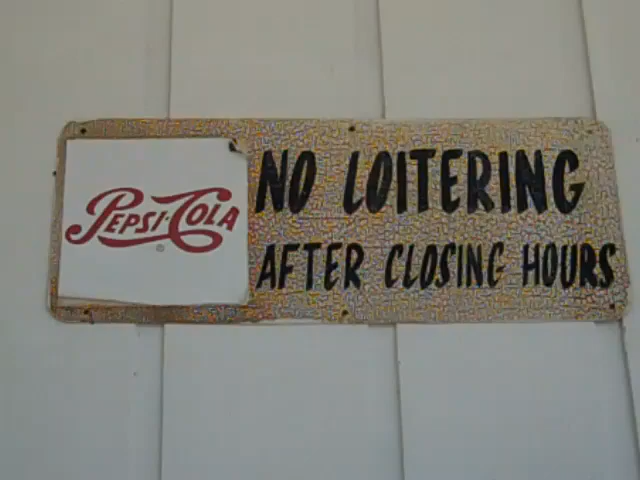 PEPSI·COLA
®
NO LOITERING
AFTER CLOSING HOURS